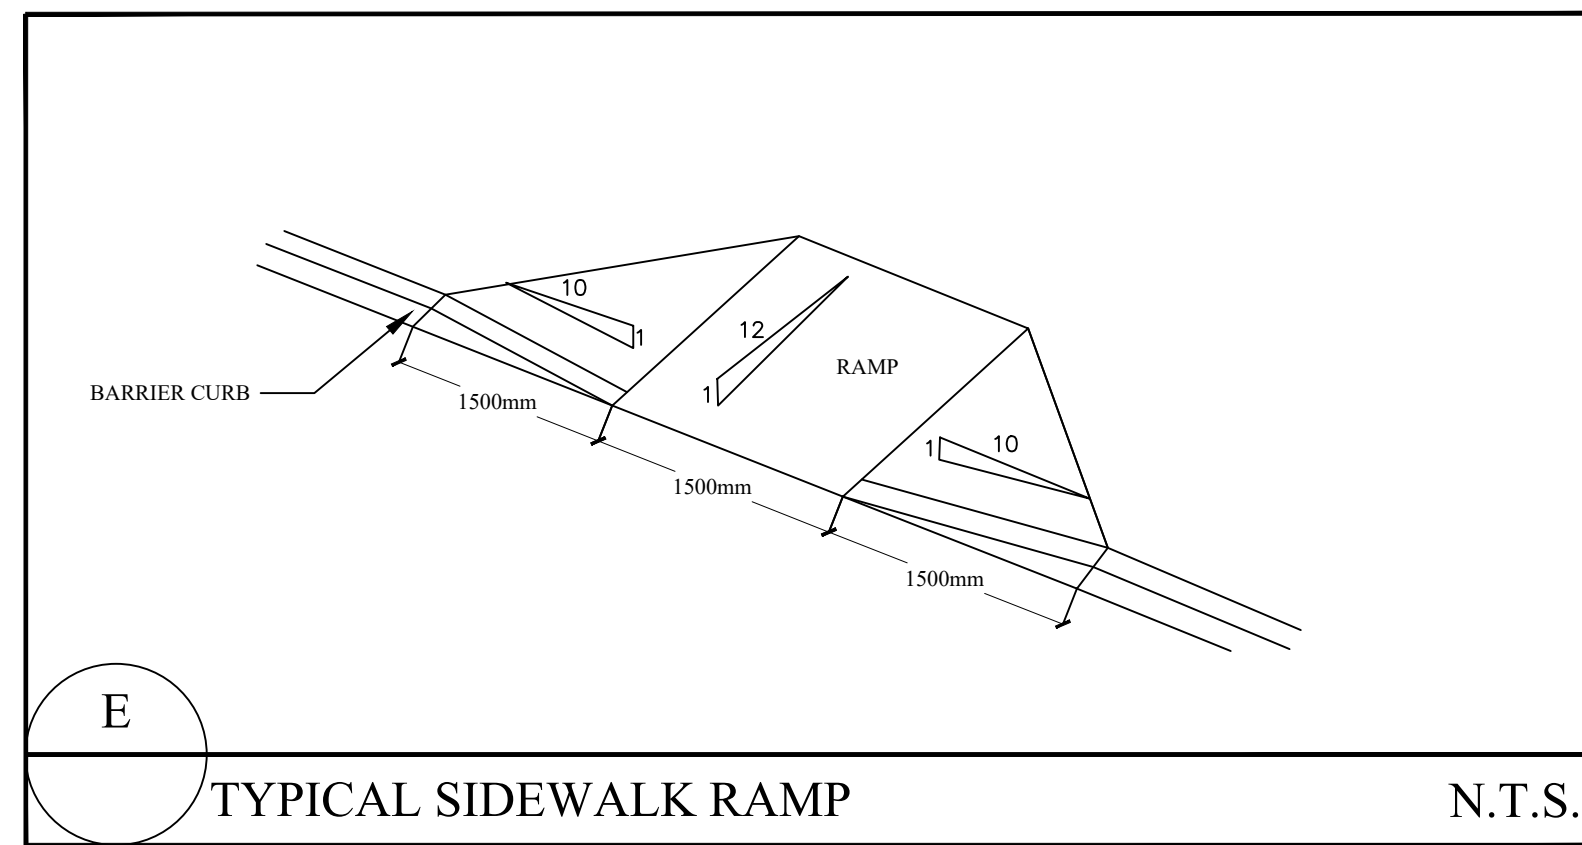 10
1
12
1
RAMP
BARRIER CURB
1500mm
1 10
1500mm
1500mm
E
TYPICAL SIDEWALK RAMP
N.T.S.